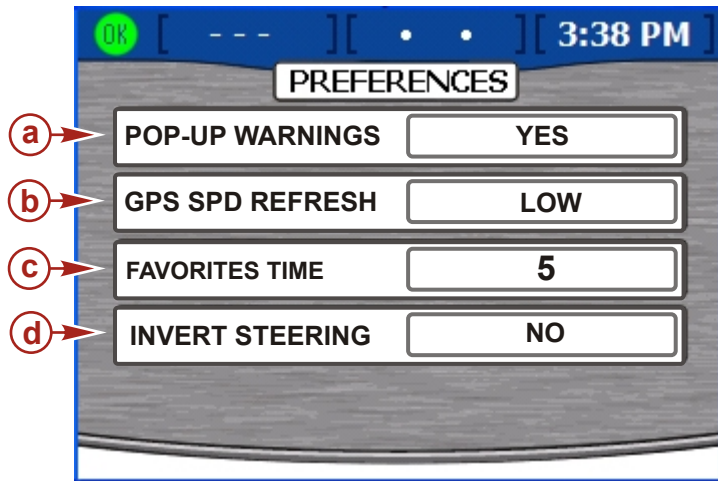 OK [ - - - ] [ • • ] [ 3:38 PM ]
PREFERENCES
a POP-UP WARNINGS YES
b GPS SPD REFRESH LOW
c FAVORITES TIME 5
d INVERT STEERING NO